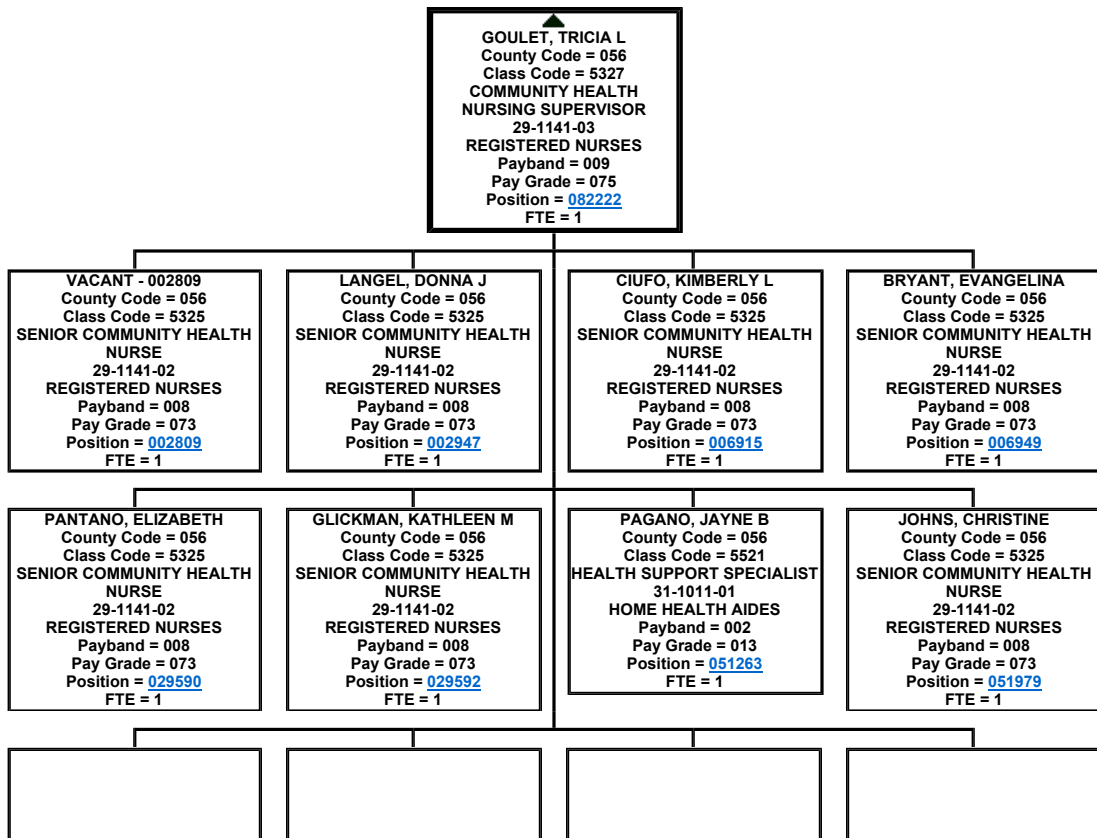 GOULET, TRICIA L
County Code = 056
Class Code = 5327
COMMUNITY HEALTH
NURSING SUPERVISOR
29-1141-03
REGISTERED NURSES
Payband = 009
Pay Grade = 075
Position = 082222
FTE = 1
VACANT - 002809
County Code = 056
Class Code = 5325
SENIOR COMMUNITY HEALTH
NURSE
29-1141-02
REGISTERED NURSES
Payband = 008
Pay Grade = 073
Position = 002809
FTE = 1
LANGEL, DONNA J
County Code = 056
Class Code = 5325
SENIOR COMMUNITY HEALTH
NURSE
29-1141-02
REGISTERED NURSES
Payband = 008
Pay Grade = 073
Position = 002947
FTE = 1
CIUFO, KIMBERLY L
County Code = 056
Class Code = 5325
SENIOR COMMUNITY HEALTH
NURSE
29-1141-02
REGISTERED NURSES
Payband = 008
Pay Grade = 073
Position = 006915
FTE = 1
BRYANT, EVANGELINA
County Code = 056
Class Code = 5325
SENIOR COMMUNITY HEALTH
NURSE
29-1141-02
REGISTERED NURSES
Payband = 008
Pay Grade = 073
Position = 006949
FTE = 1
PANTANO, ELIZABETH
County Code = 056
Class Code = 5325
SENIOR COMMUNITY HEALTH
NURSE
29-1141-02
REGISTERED NURSES
Payband = 008
Pay Grade = 073
Position = 029590
FTE = 1
GLICKMAN, KATHLEEN M
County Code = 056
Class Code = 5325
SENIOR COMMUNITY HEALTH
NURSE
29-1141-02
REGISTERED NURSES
Payband = 008
Pay Grade = 073
Position = 029592
FTE = 1
PAGANO, JAYNE B
County Code = 056
Class Code = 5521
HEALTH SUPPORT SPECIALIST
31-1011-01
HOME HEALTH AIDES
Payband = 002
Pay Grade = 013
Position = 051263
FTE = 1
JOHNS, CHRISTINE
County Code = 056
Class Code = 5325
SENIOR COMMUNITY HEALTH
NURSE
29-1141-02
REGISTERED NURSES
Payband = 008
Pay Grade = 073
Position = 051979
FTE = 1